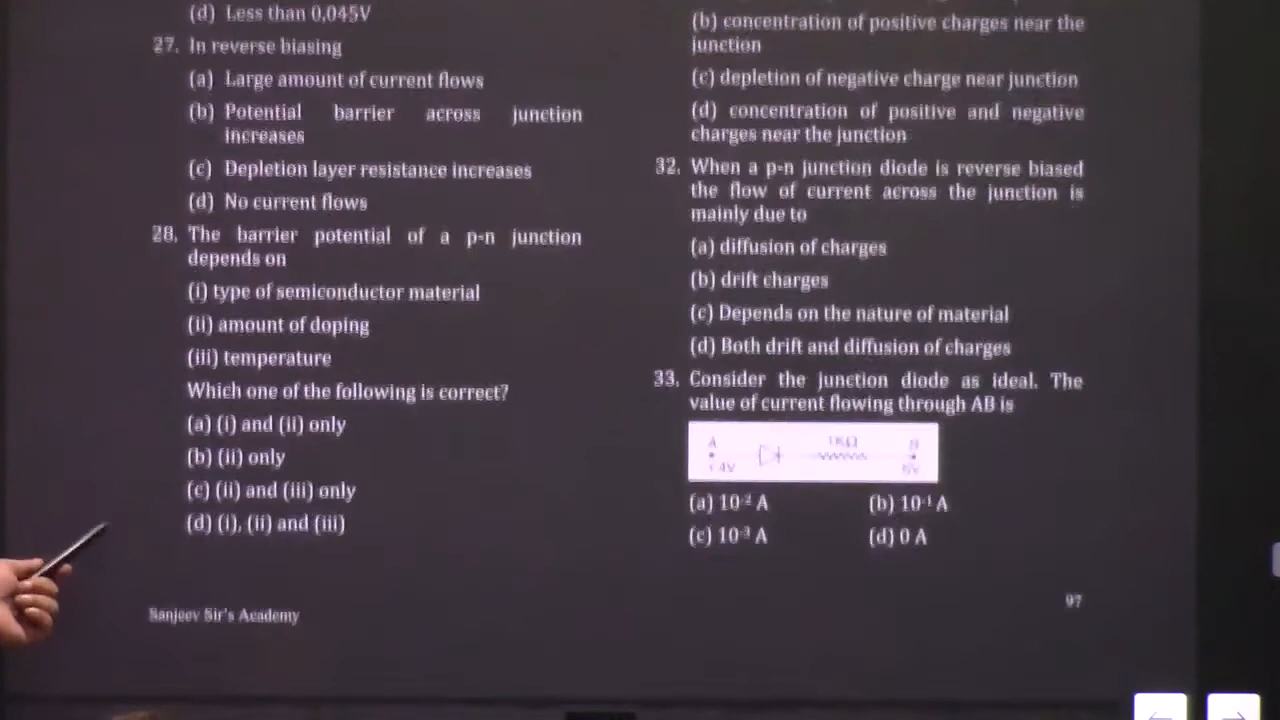 (d) Less than 0.045V
27. In reverse biasing
(a) Large amount of current flows
(b) Potential barrier across junction
increases
(c) Depletion layer resistance increases
(d) No current flows
28. The barrier potential of a p-n junction
depends on
(i) type of semiconductor material
(ii) amount of doping
(iii) temperature
Which one of the following is correct?
(a) (i) and (ii) only
(b) (ii) only
(c) (ii) and (iii) only
(d) (i), (ii) and (iii)
Sanjeev Sir's Academy
(b) concentration of positive charges near the
junction
(c) depletion of negative charge near junction
(d) concentration of positive and negative
charges near the junction
32. When a p-n junction diode is reverse biased
the flow of current across the junction is
mainly due to
(a) diffusion of charges
(b) drift charges
(c) Depends on the nature of material
(d) Both drift and diffusion of charges
33. Consider the junction diode as ideal. The
value of current flowing through AB is
A 1KΩ B
(a) 10⁻² A (b) 10⁻¹ A
(c) 10⁻³ A (d) 0 A
97